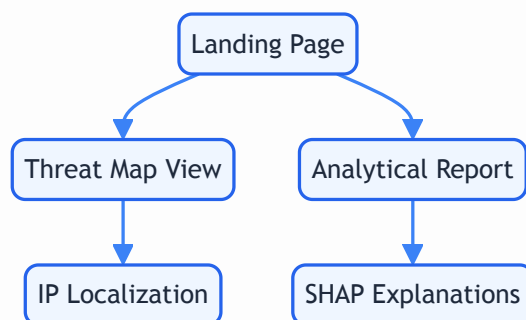 Landing Page
Threat Map View
Analytical Report
IP Localization
SHAP Explanations